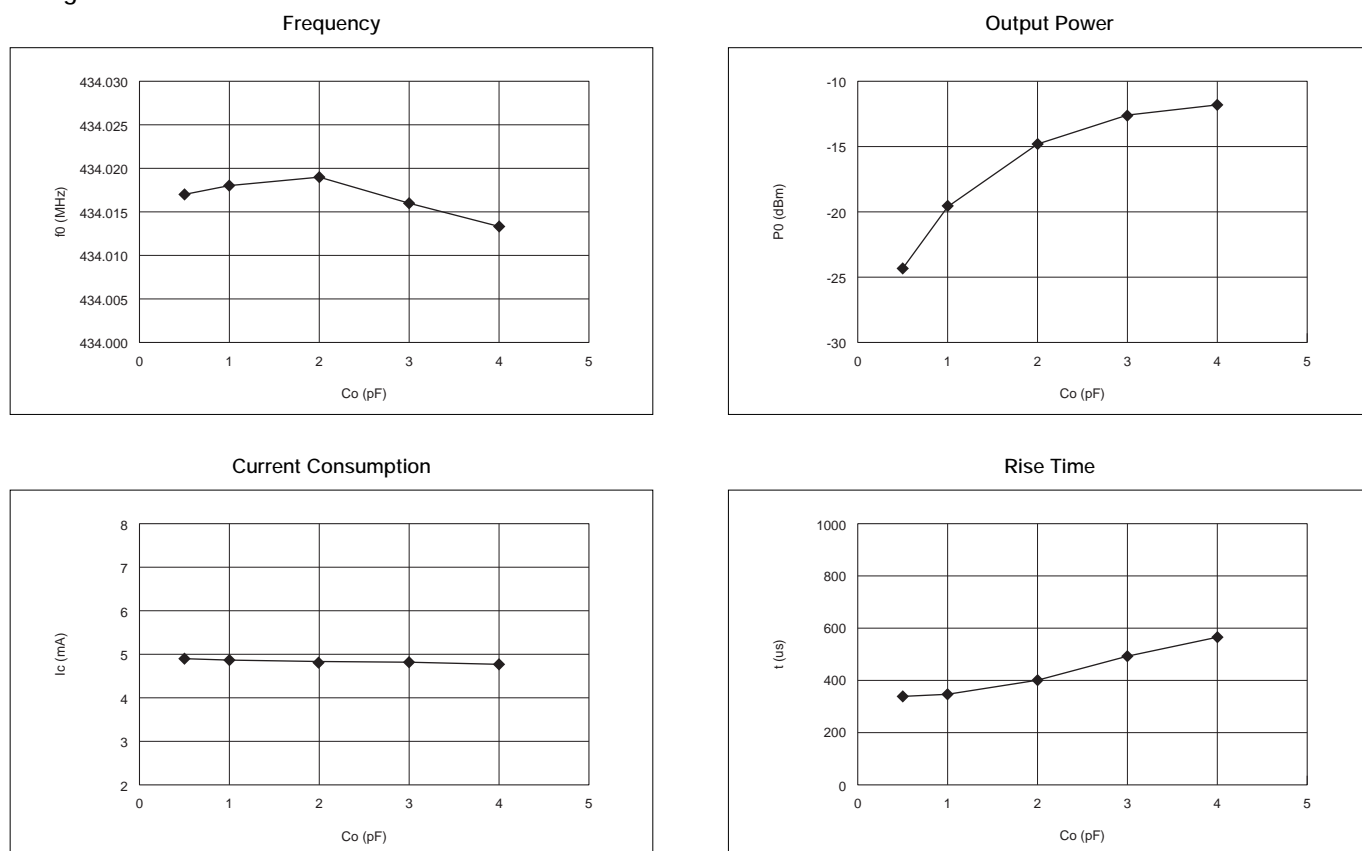 Frequency
434.030
434.025
434.020
434.015
434.010
434.005
434.000
f0 (MHz)
0 1 2 3 4 5
Co (pF)
Output Power
-10
-15
-20
-25
-30
P0 (dBm)
0 1 2 3 4 5
Co (pF)
Current Consumption
8
7
6
5
4
3
2
Ic (mA)
0 1 2 3 4 5
Co (pF)
Rise Time
1000
800
600
400
200
0
t (us)
0 1 2 3 4 5
Co (pF)